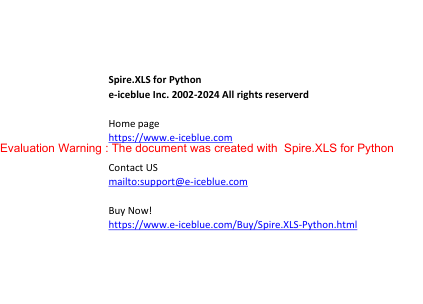 Spire.XLS for Python
e-iceblue Inc. 2002-2024 All rights reserverd
Home page
https://www.e-iceblue.com
Evaluation Warning : The document was created with  Spire.XLS for Python
Contact US
mailto:support@e-iceblue.com
Buy Now!
https://www.e-iceblue.com/Buy/Spire.XLS-Python.html